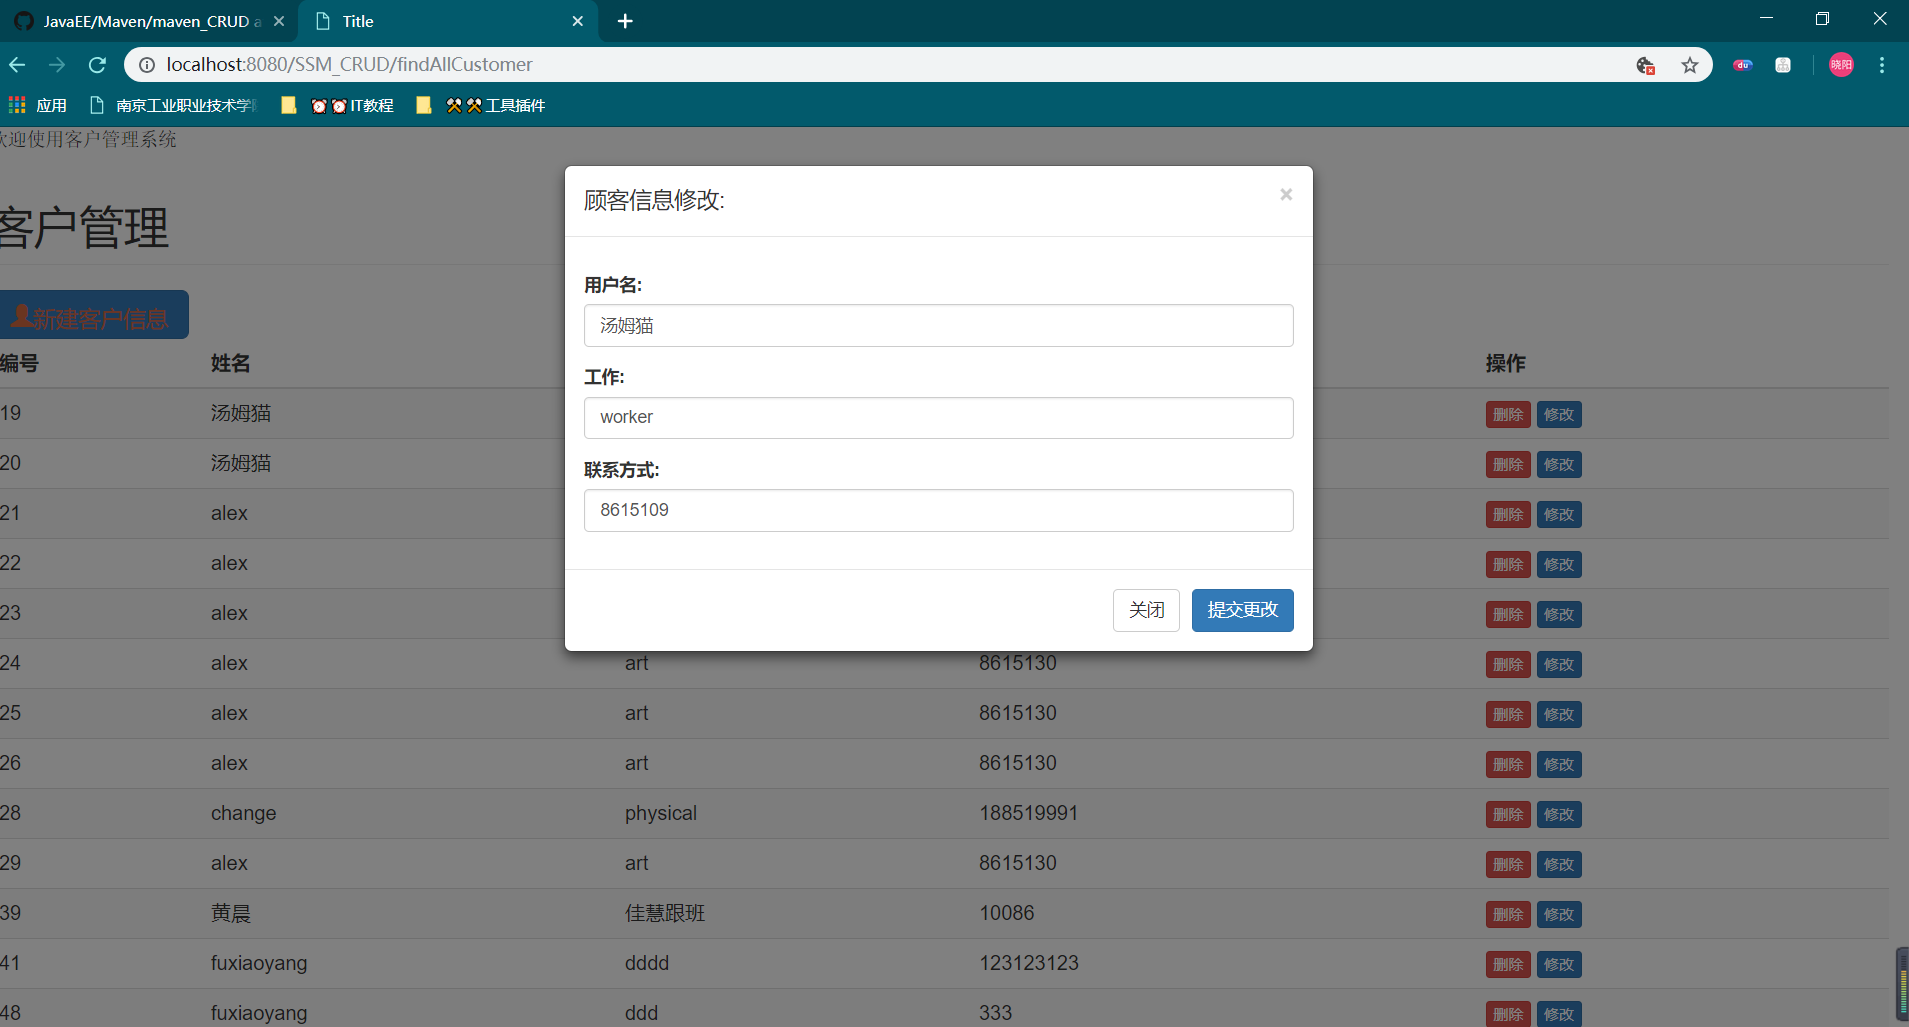 JavaEE/Maven/maven_CRUD a
Title
localhost:8080/SSM_CRUD/findAllCustomer
du
晓阳
应用
南京工业职业技术学
IT教程
工具插件
欢迎使用客户管理系统
客户管理
新建客户信息
顾客信息修改:
×
用户名:
汤姆猫
工作:
worker
联系方式:
8615109
关闭 提交更改
编号 姓名 操作
19 汤姆猫 删除 修改
20 汤姆猫 删除 修改
21 alex 删除 修改
22 alex 删除 修改
23 alex 删除 修改
24 alex art 8615130 删除 修改
25 alex art 8615130 删除 修改
26 alex art 8615130 删除 修改
28 change physical 188519991 删除 修改
29 alex art 8615130 删除 修改
39 黄晨 佳慧跟班 10086 删除 修改
41 fuxiaoyang dddd 123123123 删除 修改
48 fuxiaoyang ddd 333 删除 修改